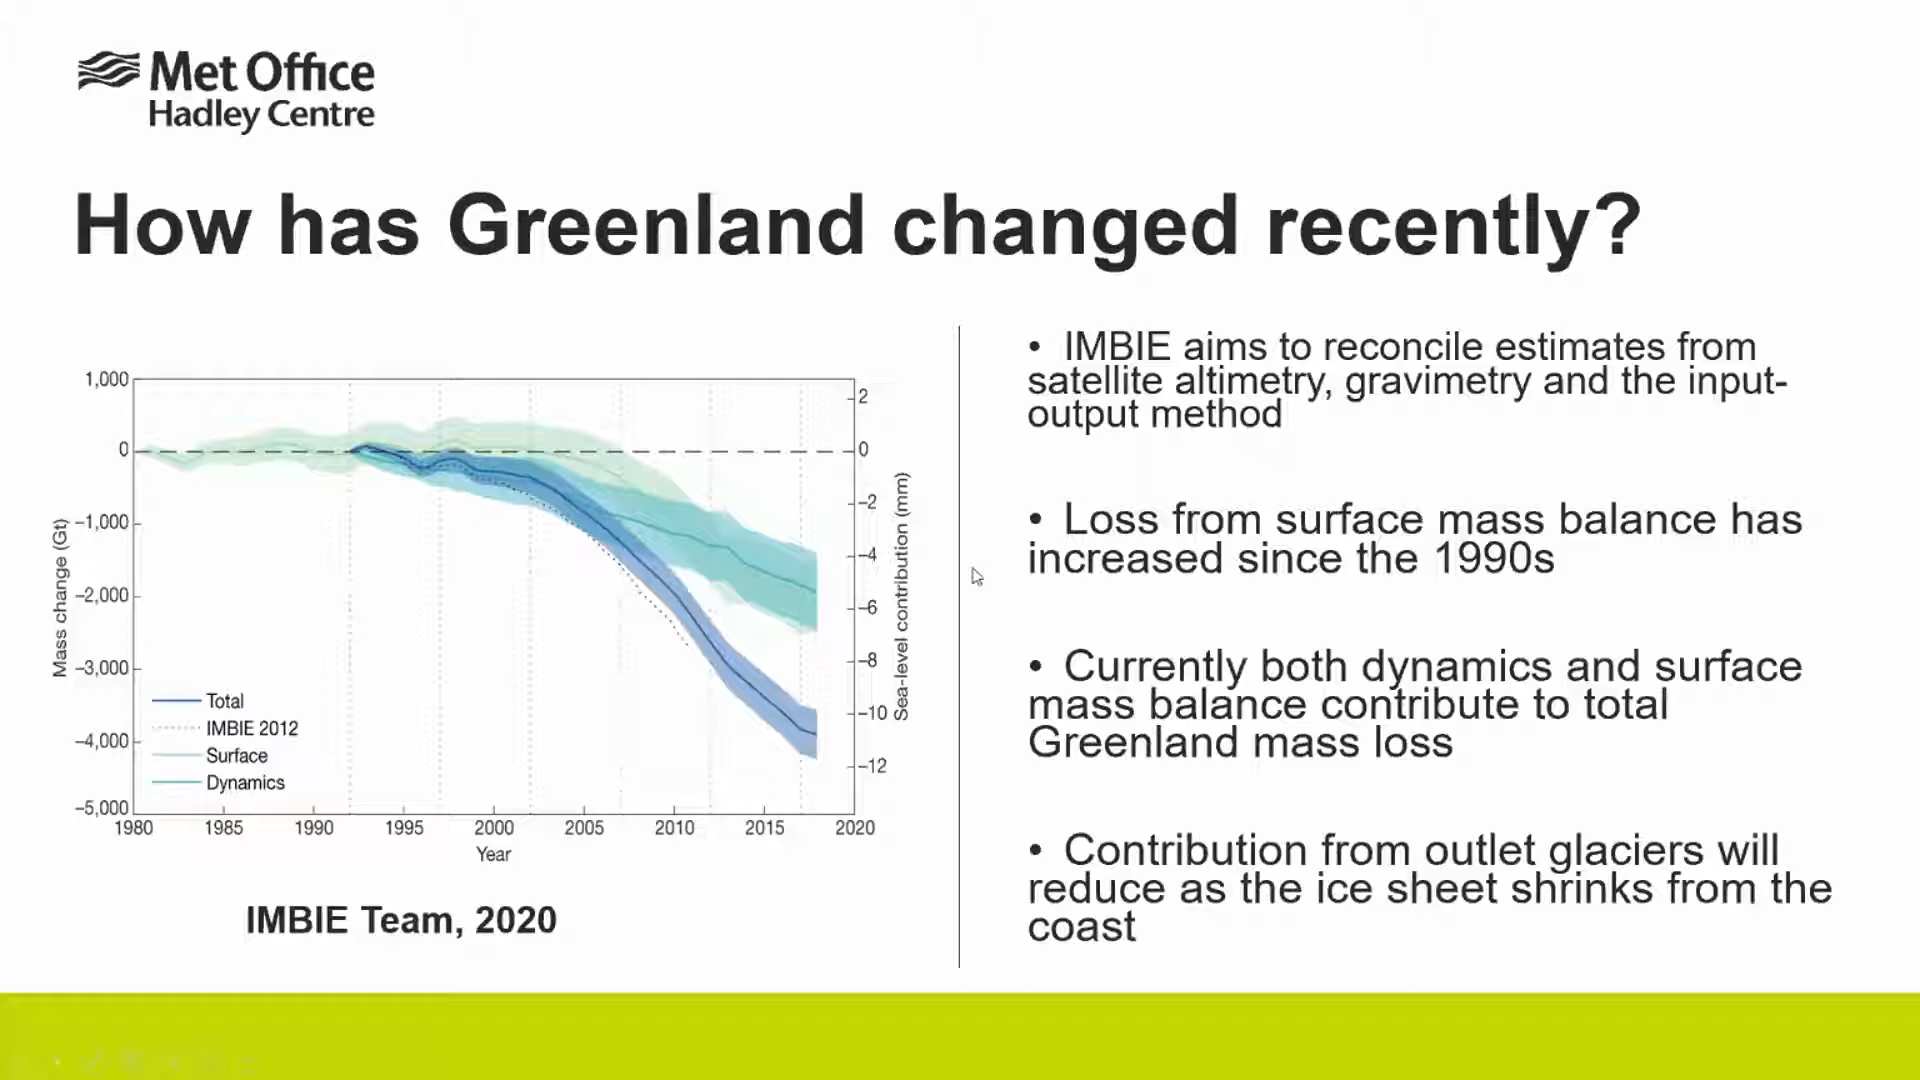 Met Office
Hadley Centre
How has Greenland changed recently?
1,000
0
–1,000
–2,000
–3,000
–4,000
–5,000
Mass change (Gt)
2
0
–2
–4
–6
–8
–10
–12
Sea-level contribution (mm)
Total
IMBIE 2012
Surface
Dynamics
1980 1985 1990 1995 2000 2005 2010 2015 2020
Year
IMBIE Team, 2020
• IMBIE aims to reconcile estimates from
satellite altimetry, gravimetry and the input-
output method
• Loss from surface mass balance has
increased since the 1990s
• Currently both dynamics and surface
mass balance contribute to total
Greenland mass loss
• Contribution from outlet glaciers will
reduce as the ice sheet shrinks from the
coast